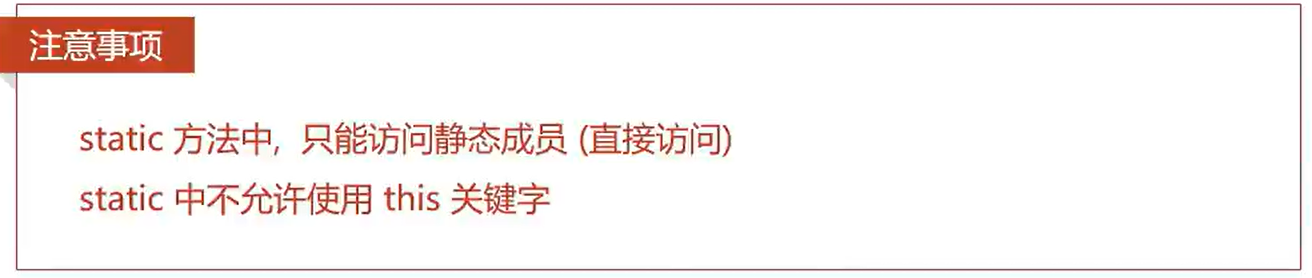 注意事项
static 方法中, 只能访问静态成员 (直接访问)
static 中不允许使用 this 关键字